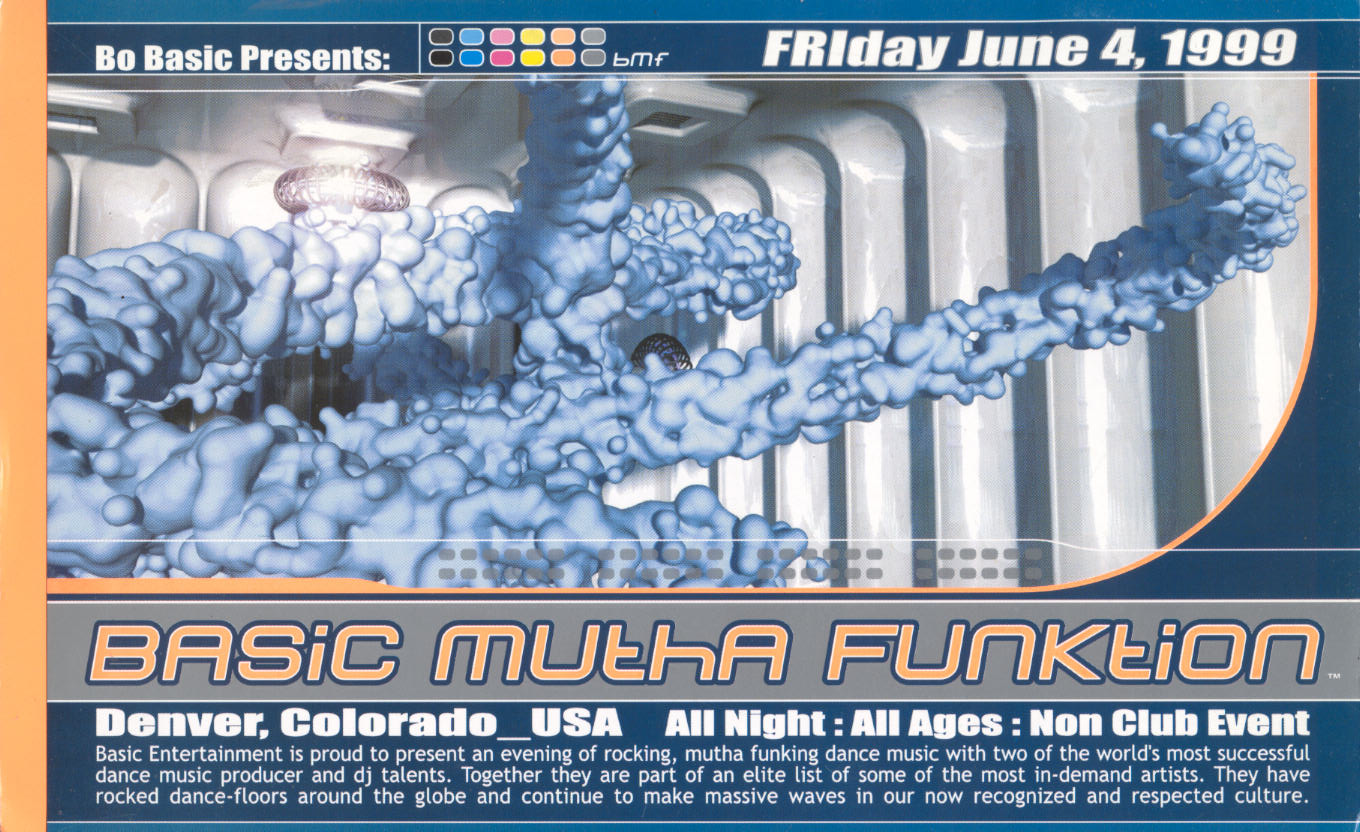 Bo Basic Presents:
bmf
FRIday June 4, 1999
BASiC mUthA FUNKtiON™
Denver, Colorado_USA All Night : All Ages : Non Club Event
Basic Entertainment is proud to present an evening of rocking, mutha funking dance music with two of the world's most successful
dance music producer and dj talents. Together they are part of an elite list of some of the most in-demand artists. They have
rocked dance-floors around the globe and continue to make massive waves in our now recognized and respected culture.